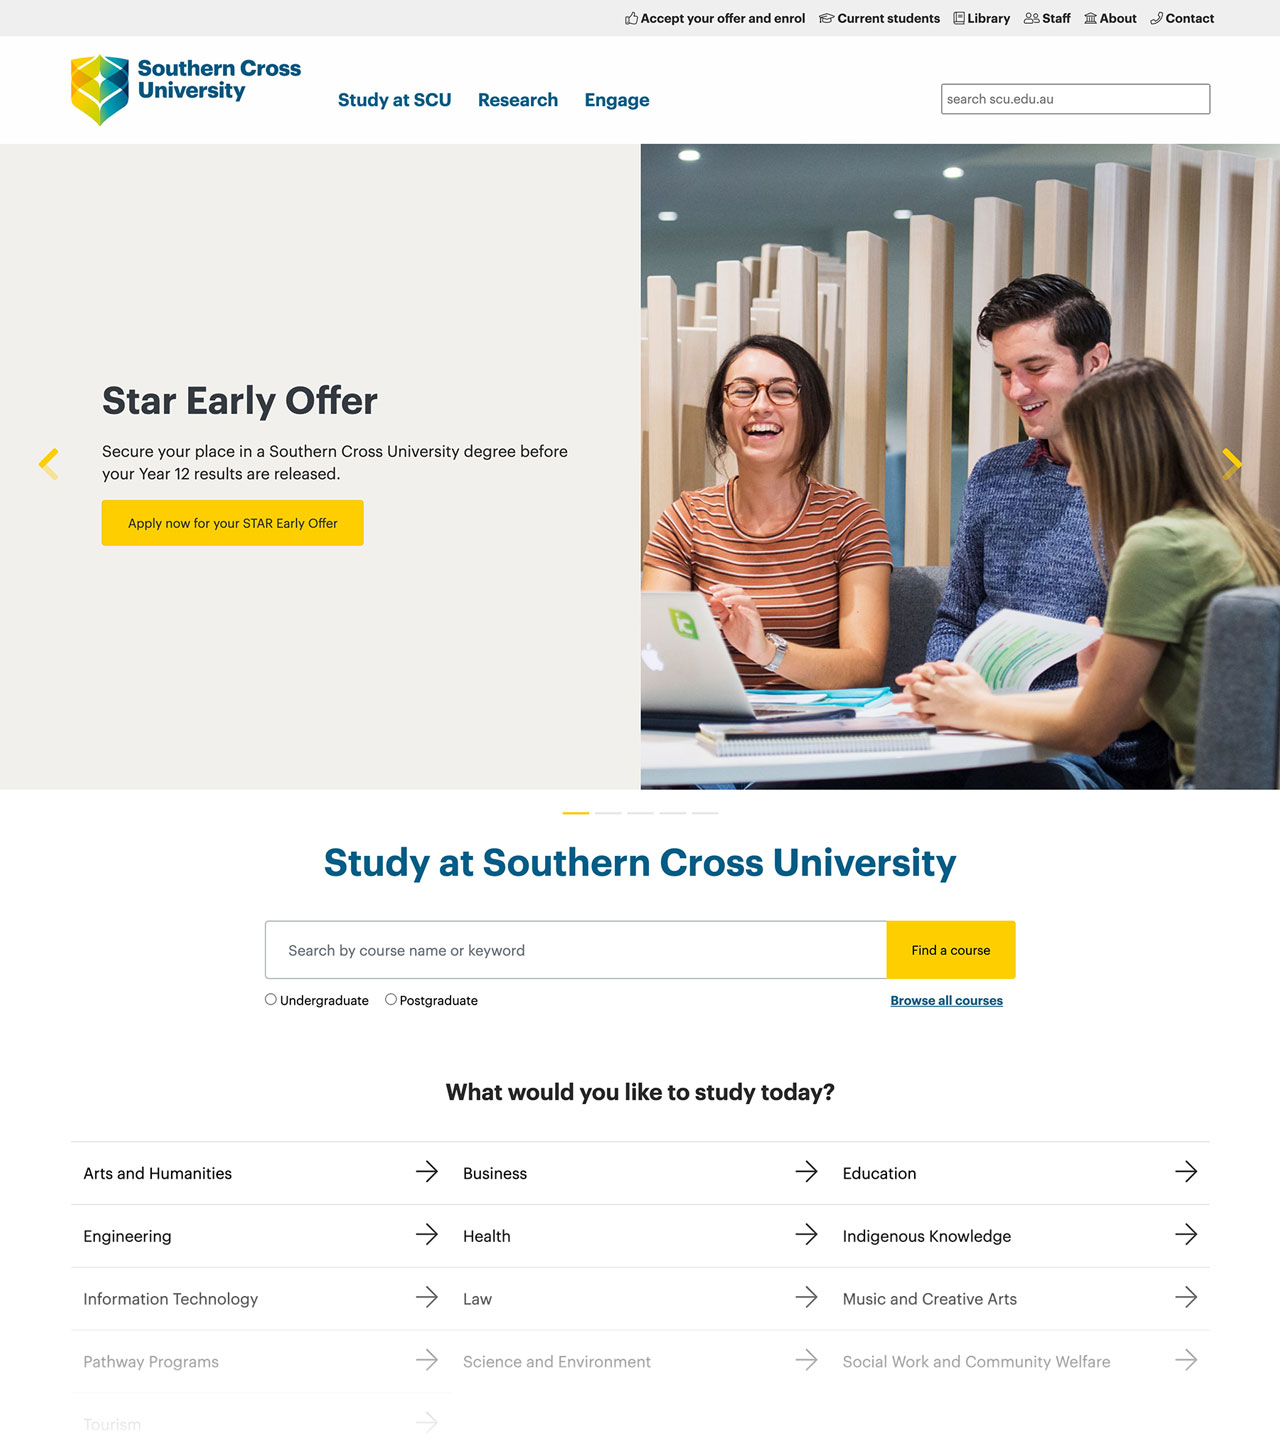 Accept your offer and enrol Current students Library Staff About Contact
Southern Cross
University
Study at SCU Research Engage
search scu.edu.au
Star Early Offer
Secure your place in a Southern Cross University degree before
your Year 12 results are released.
Apply now for your STAR Early Offer
Study at Southern Cross University
Search by course name or keyword
Find a course
Undergraduate Postgraduate
Browse all courses
What would you like to study today?
Arts and Humanities Business Education
Engineering Health Indigenous Knowledge
Information Technology Law Music and Creative Arts
Pathway Programs Science and Environment Social Work and Community Welfare
Tourism